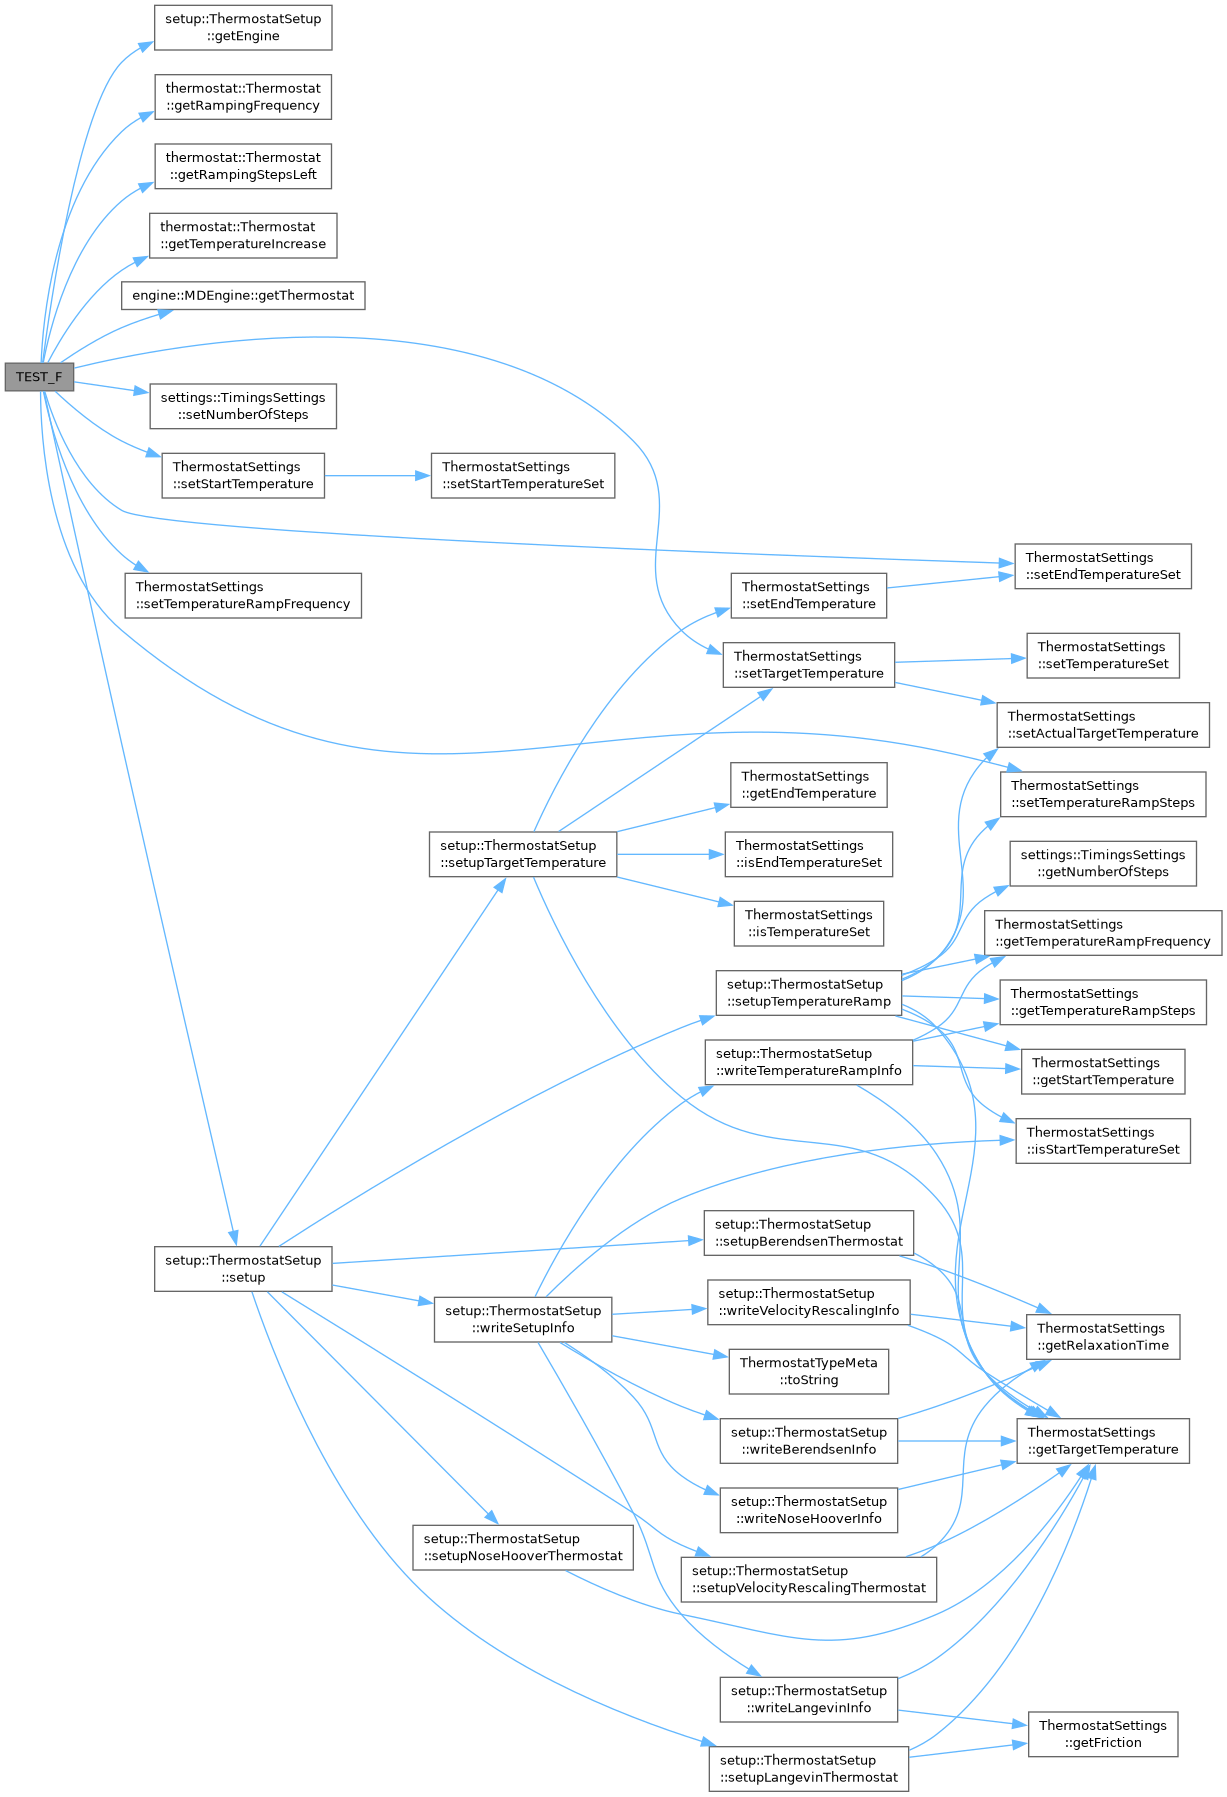 setup::ThermostatSetup
::getEngine
thermostat::Thermostat
::getRampingFrequency
thermostat::Thermostat
::getRampingStepsLeft
thermostat::Thermostat
::getTemperatureIncrease
engine::MDEngine::getThermostat
TEST_F
settings::TimingsSettings
::setNumberOfSteps
ThermostatSettings
::setStartTemperature
ThermostatSettings
::setStartTemperatureSet
ThermostatSettings
::setEndTemperatureSet
ThermostatSettings
::setTemperatureRampFrequency
ThermostatSettings
::setEndTemperature
ThermostatSettings
::setTargetTemperature
ThermostatSettings
::setTemperatureSet
ThermostatSettings
::setActualTargetTemperature
ThermostatSettings
::getEndTemperature
ThermostatSettings
::setTemperatureRampSteps
setup::ThermostatSetup
::setupTargetTemperature
ThermostatSettings
::isEndTemperatureSet
settings::TimingsSettings
::getNumberOfSteps
ThermostatSettings
::isTemperatureSet
ThermostatSettings
::getTemperatureRampFrequency
setup::ThermostatSetup
::setupTemperatureRamp
ThermostatSettings
::getTemperatureRampSteps
setup::ThermostatSetup
::writeTemperatureRampInfo
ThermostatSettings
::getStartTemperature
ThermostatSettings
::isStartTemperatureSet
setup::ThermostatSetup
::setup
setup::ThermostatSetup
::setupBerendsenThermostat
setup::ThermostatSetup
::writeSetupInfo
setup::ThermostatSetup
::writeVelocityRescalingInfo
ThermostatSettings
::getRelaxationTime
ThermostatTypeMeta
::toString
setup::ThermostatSetup
::writeBerendsenInfo
ThermostatSettings
::getTargetTemperature
setup::ThermostatSetup
::writeNoseHooverInfo
setup::ThermostatSetup
::setupNoseHooverThermostat
setup::ThermostatSetup
::setupVelocityRescalingThermostat
setup::ThermostatSetup
::writeLangevinInfo
ThermostatSettings
::getFriction
setup::ThermostatSetup
::setupLangevinThermostat